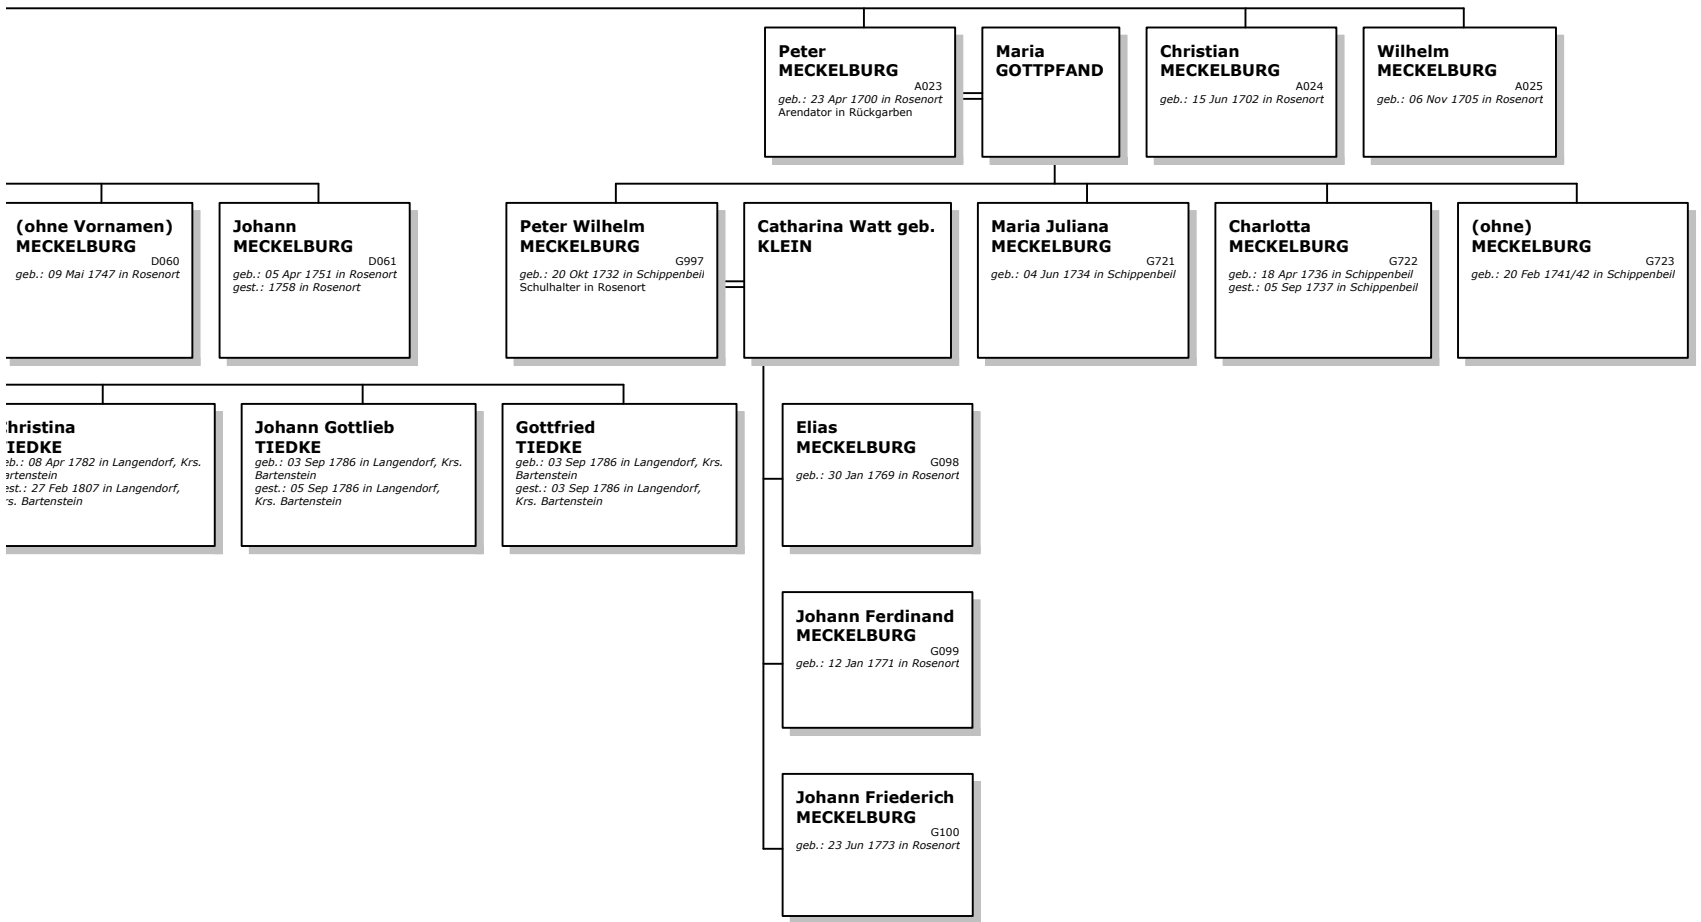 Peter
MECKELBURG
A023
geb.: 23 Apr 1700 in Rosenort
Arendator in Rückgarben
Maria
GOTTPFAND
Christian
MECKELBURG
A024
geb.: 15 Jun 1702 in Rosenort
Wilhelm
MECKELBURG
A025
geb.: 06 Nov 1705 in Rosenort
(ohne Vornamen)
MECKELBURG
D060
geb.: 09 Mai 1747 in Rosenort
Johann
MECKELBURG
D061
geb.: 05 Apr 1751 in Rosenort
gest.: 1758 in Rosenort
Peter Wilhelm
MECKELBURG
G997
geb.: 20 Okt 1732 in Schippenbeil
Schulhalter in Rosenort
Catharina Watt geb.
KLEIN
Maria Juliana
MECKELBURG
G721
geb.: 04 Jun 1734 in Schippenbeil
Charlotta
MECKELBURG
G722
geb.: 18 Apr 1736 in Schippenbeil
gest.: 05 Sep 1737 in Schippenbeil
(ohne)
MECKELBURG
G723
geb.: 20 Feb 1741/42 in Schippenbeil
hristina
IEDKE
eb.: 08 Apr 1782 in Langendorf, Krs.
artenstein
est.: 27 Feb 1807 in Langendorf,
rs. Bartenstein
Johann Gottlieb
TIEDKE
geb.: 03 Sep 1786 in Langendorf, Krs.
Bartenstein
gest.: 05 Sep 1786 in Langendorf,
Krs. Bartenstein
Gottfried
TIEDKE
geb.: 03 Sep 1786 in Langendorf, Krs.
Bartenstein
gest.: 03 Sep 1786 in Langendorf,
Krs. Bartenstein
Elias
MECKELBURG
G098
geb.: 30 Jan 1769 in Rosenort
Johann Ferdinand
MECKELBURG
G099
geb.: 12 Jan 1771 in Rosenort
Johann Friederich
MECKELBURG
G100
geb.: 23 Jun 1773 in Rosenort